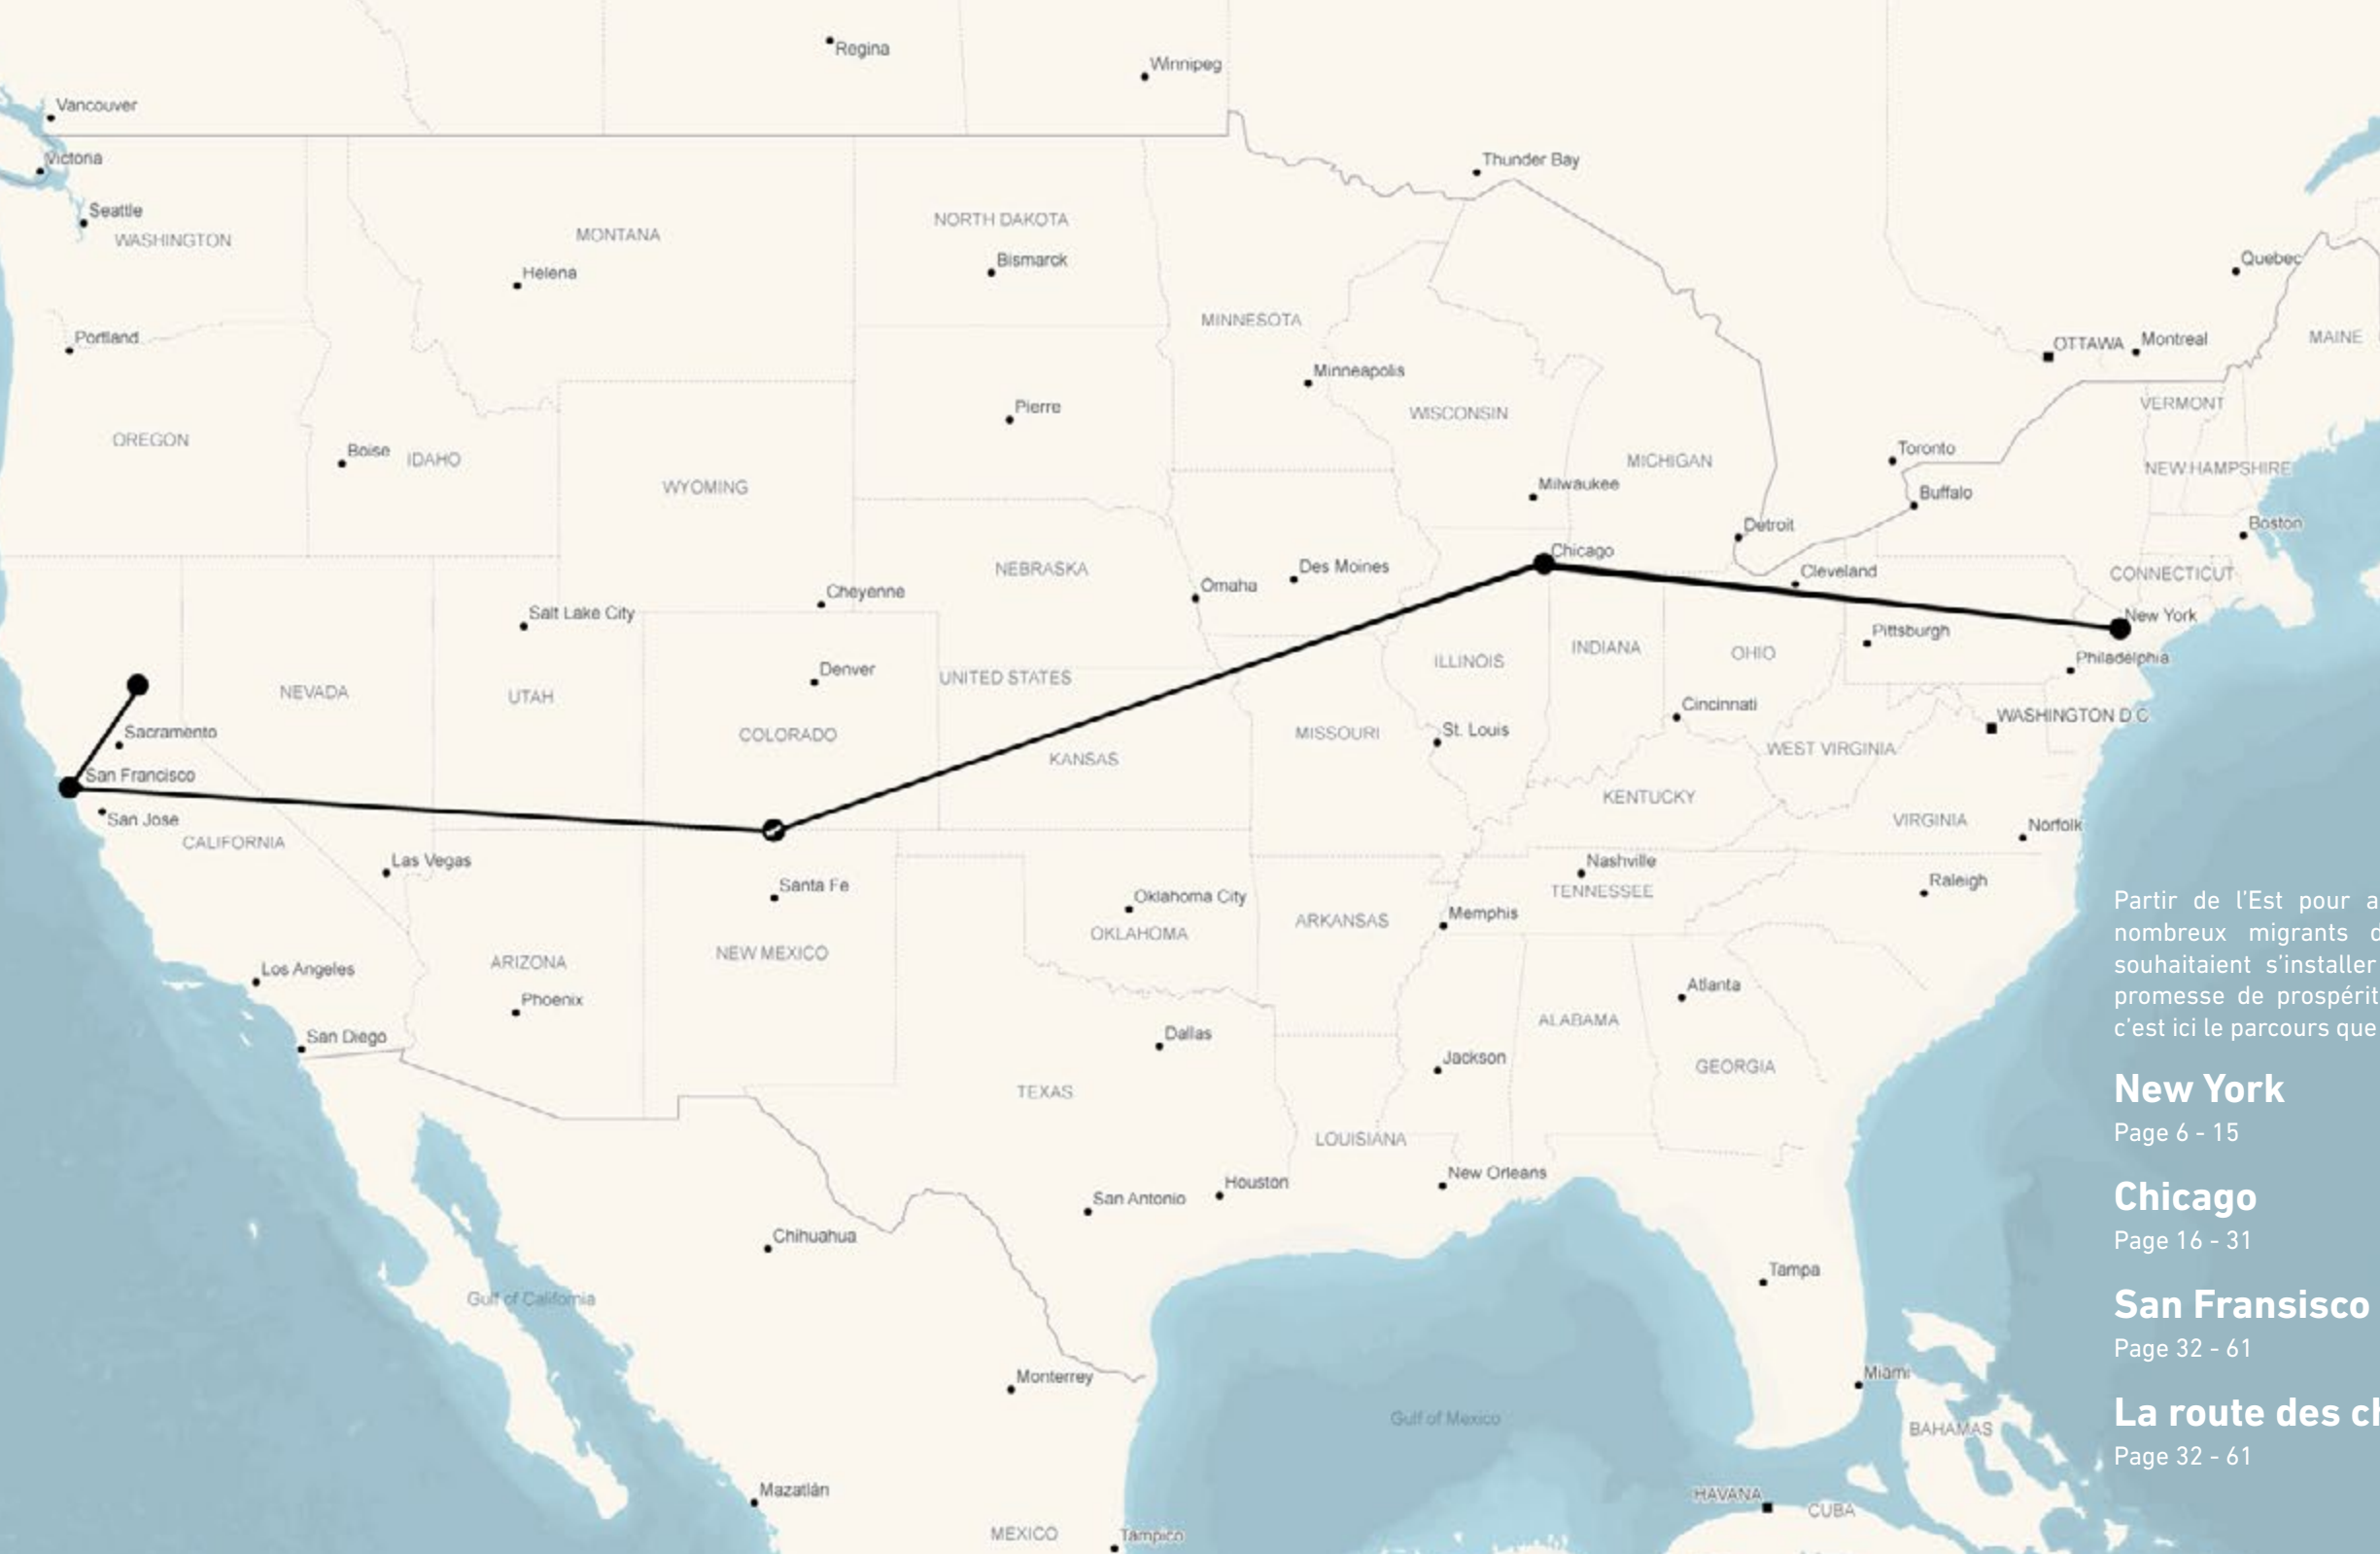 Regina
Winnipeg
Vancouver
Victoria
Thunder Bay
Seattle
WASHINGTON
MONTANA
NORTH DAKOTA
Helena
Bismarck
Quebec
Portland
MINNESOTA
OTTAWA
Montreal
MAINE
Minneapolis
Pierre
WISCONSIN
VERMONT
OREGON
Boise
IDAHO
MICHIGAN
Toronto
NEW HAMPSHIRE
WYOMING
Milwaukee
Buffalo
Detroit
Boston
Chicago
NEBRASKA
Des Moines
Cleveland
CONNECTICUT
Cheyenne
Omaha
Salt Lake City
New York
Pittsburgh
INDIANA
OHIO
ILLINOIS
Philadelphia
Denver
UNITED STATES
NEVADA
UTAH
Cincinnati
WASHINGTON D.C.
Sacramento
COLORADO
MISSOURI
St. Louis
WEST VIRGINIA
KANSAS
San Francisco
KENTUCKY
San Jose
VIRGINIA
Norfolk
CALIFORNIA
Las Vegas
Nashville
Santa Fe
TENNESSEE
Raleigh
Oklahoma City
OKLAHOMA
ARKANSAS
Memphis
NEW MEXICO
ARIZONA
Los Angeles
Phoenix
Atlanta
ALABAMA
San Diego
Dallas
Jackson
GEORGIA
TEXAS
LOUISIANA
New Orleans
Houston
San Antonio
Chihuahua
Tampa
Gulf of California
Monterrey
Miami
Gulf of Mexico
BAHAMAS
Mazatlán
HAVANA
CUBA
MEXICO
Tampico
Partir de l'Est pour a
nombreux migrants d
souhaitaient s'installer
promesse de prospérit
c'est ici le parcours que
New York
Page 6 - 15
Chicago
Page 16 - 31
San Fransisco
Page 32 - 61
La route des ch
Page 32 - 61